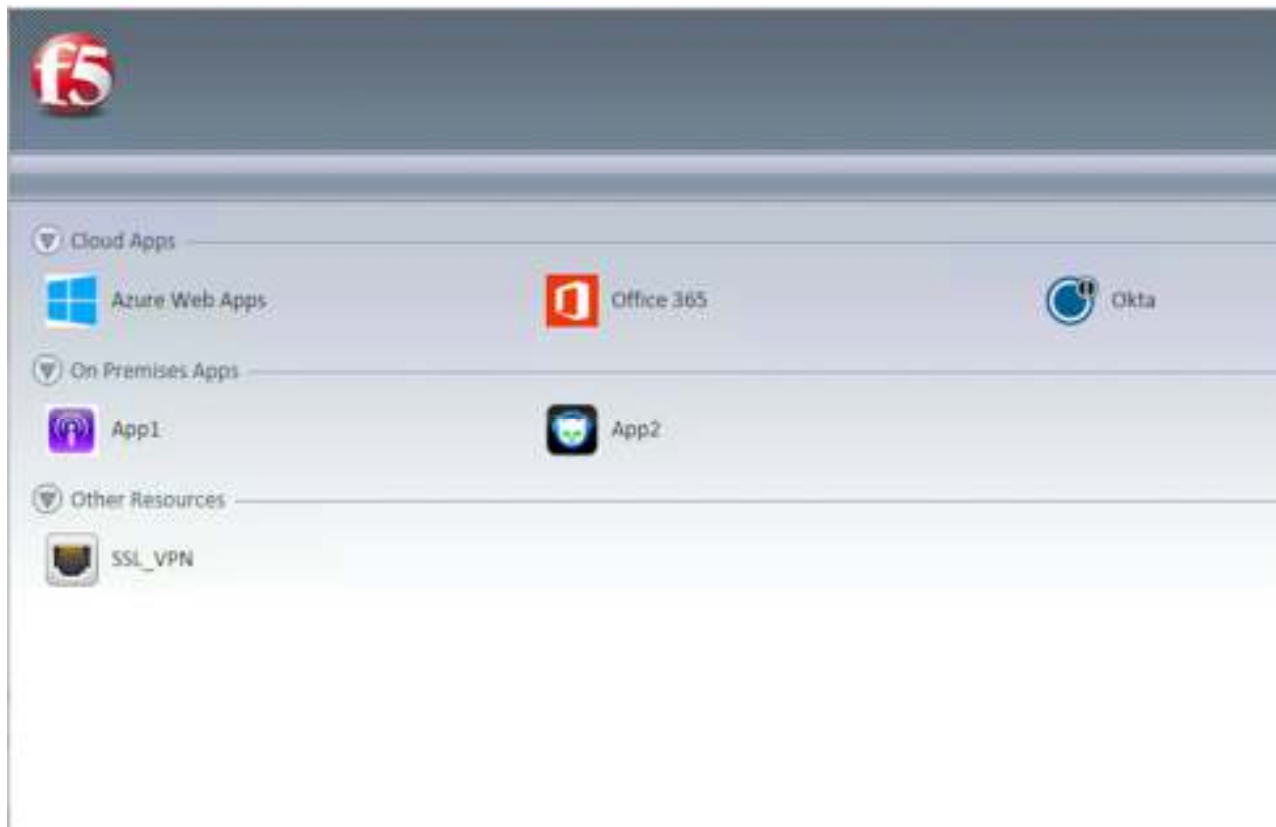 f5
Cloud Apps
Azure Web Apps Office 365 Okta
On Premises Apps
App1 App2
Other Resources
SSL_VPN